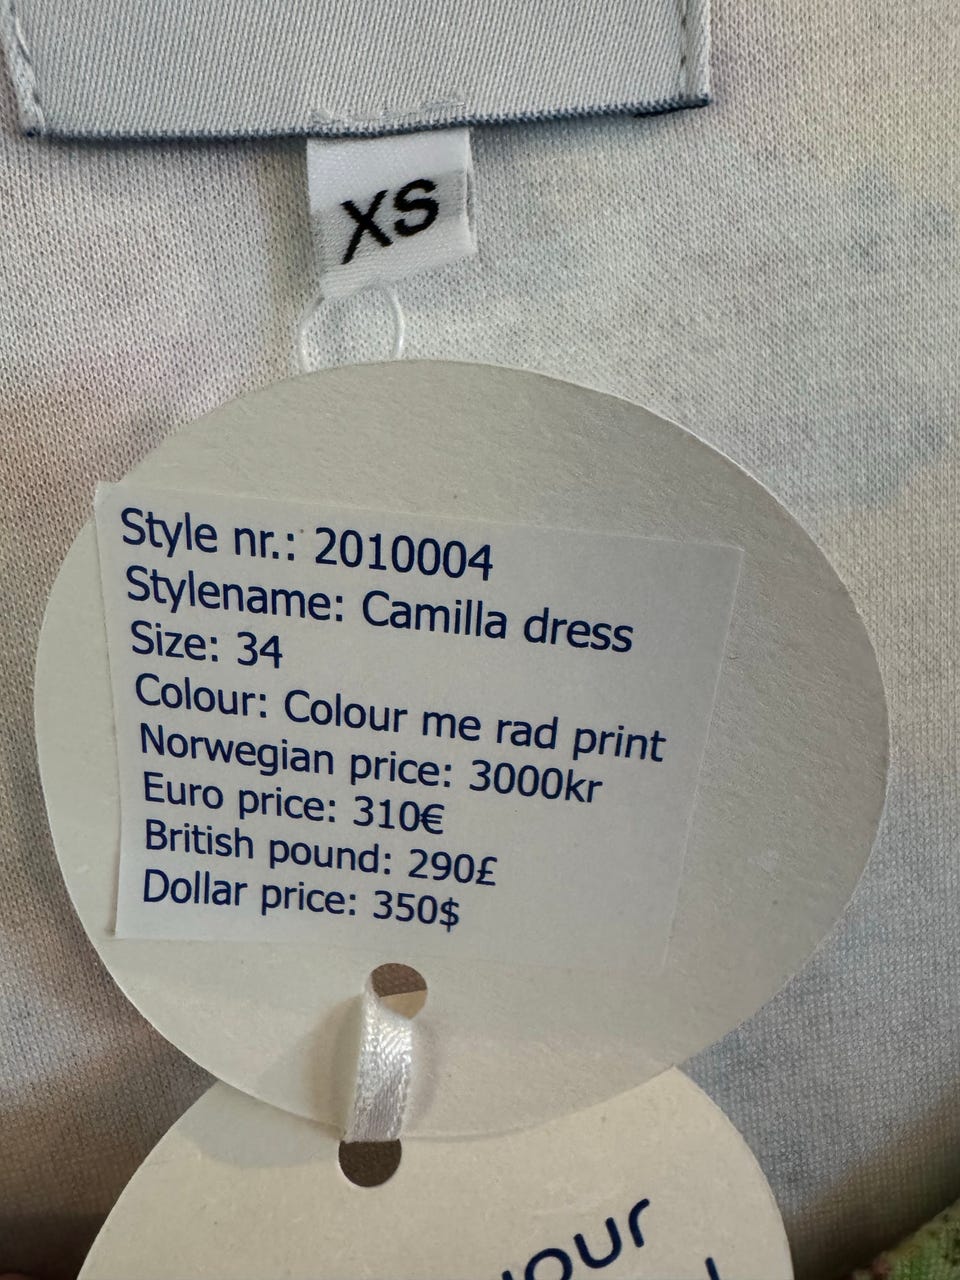 XS
Style nr.: 2010004
Stylename: Camilla dress
Size: 34
Colour: Colour me rad print
Norwegian price: 3000kr
Euro price: 310€
British pound: 290£
Dollar price: 350$